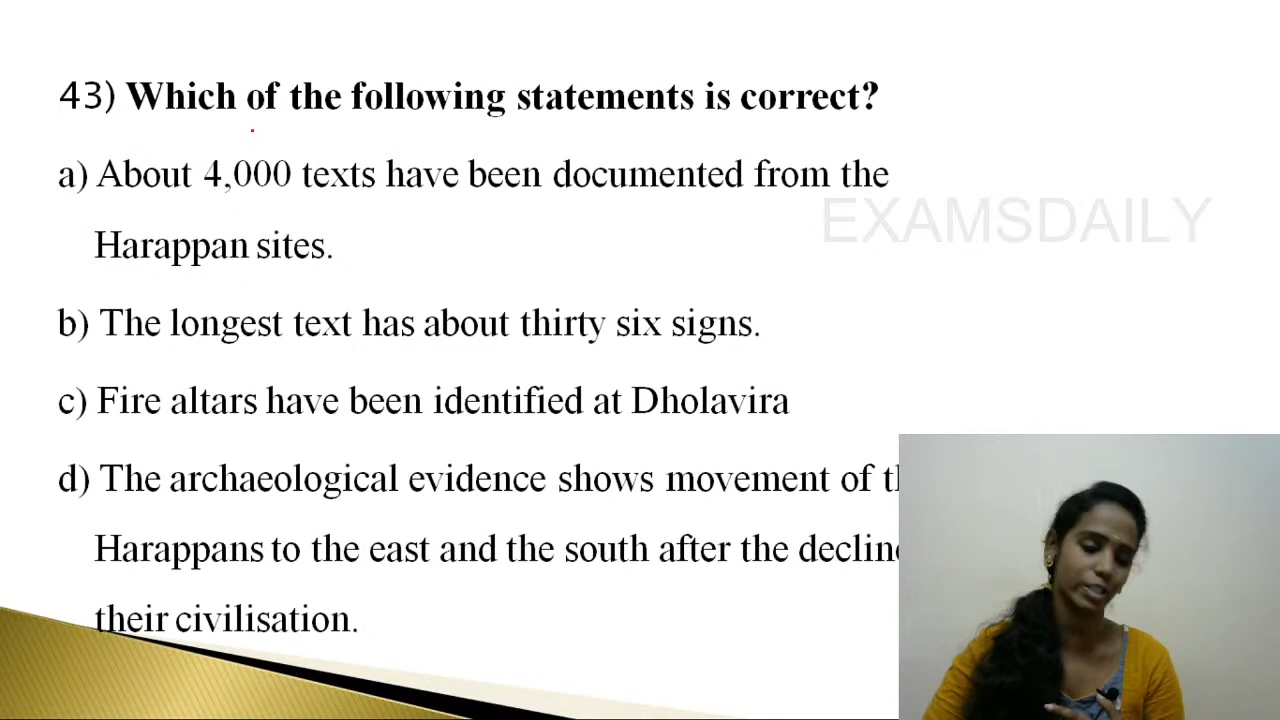 43) Which of the following statements is correct?
a) About 4,000 texts have been documented from the
EXAMSDAILY
Harappan sites.
b) The longest text has about thirty six signs.
c) Fire altars have been identified at Dholavira
d) The archaeological evidence shows movement of
Harappans to the east and the south after the
their civilisation.